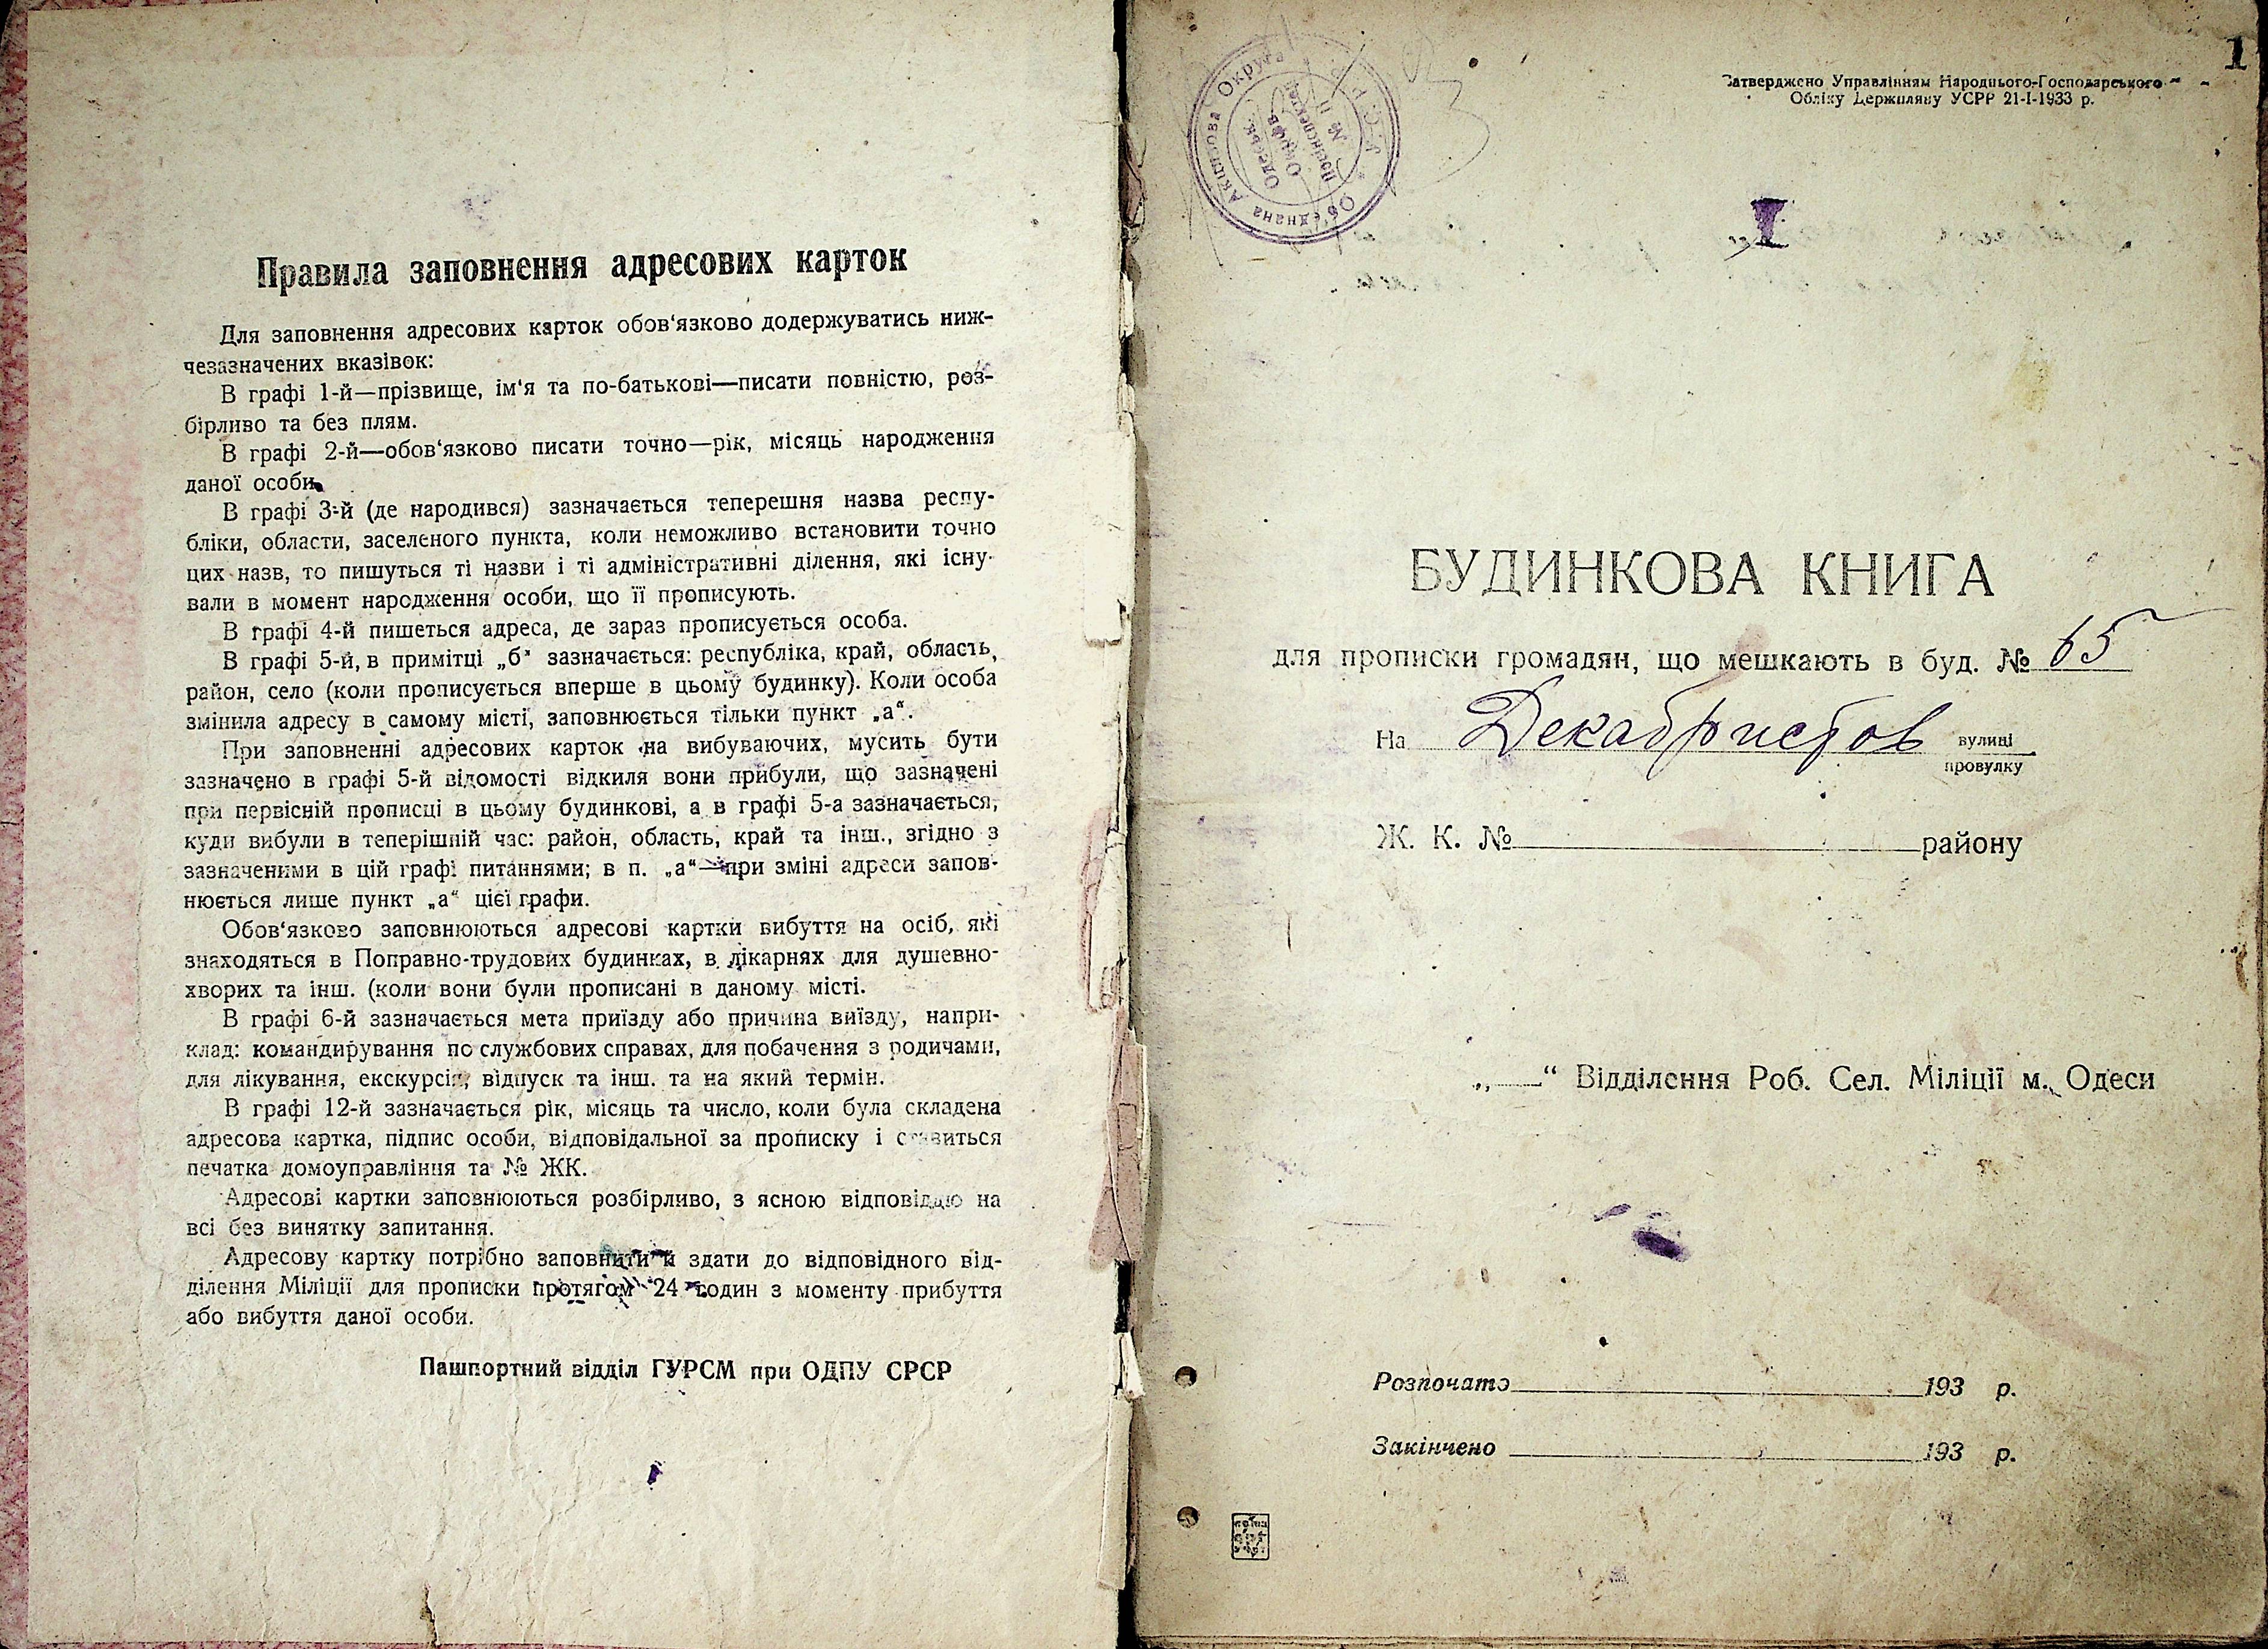 Правила заповнення адресових карток
Для заповнення адресових карток обов‘язково додержуватись ниж-
чезазначених вказівок:
В графі 1-й—прізвище, ім‘я та по-батькові—писати повністю, роз-
бірливо та без плям.
В графі 2-й—обов‘язково писати точно—рік, місяць народження
даної особи.
В графі 3-й (де народився) зазначається теперешня назва респу-
бліки, области, заселеного пункта, коли неможливо встановити точно
цих назв, то пишуться ті назви і ті адміністративні ділення, які існу-
вали в момент народження особи, що її прописують.
В графі 4-й пишеться адреса, де зараз прописується особа.
В графі 5-й, в примітці „б“ зазначається: республіка, край, область,
район, село (коли прописується вперше в цьому будинку). Коли особа
змінила адресу в самому місті, заповнюється тільки пункт „а“.
При заповненні адресових карток на вибуваючих, мусить бути
зазначено в графі 5-й відомості відкиля вони прибули, що зазначені
при первісній прописці в цьому будинкові, а в графі 5-а зазначається,
куди вибули в теперішній час: район, область, край та інш., згідно з
зазначеними в цій графі питаннями; в п. „а“—при зміні адреси запов-
нюється лише пункт „а“ цієї графи.
Обов‘язково заповнюються адресові картки вибуття на осіб, які
знаходяться в Поправно-трудових будинках, в лікарнях для душевно-
хворих та інш. (коли вони були прописані в даному місті.
В графі 6-й зазначається мета приїзду або причина виїзду, напри-
клад: командирування по службових справах, для побачення з родичами,
для лікування, екскурсія, відпуск та інш. та на який термін.
В графі 12-й зазначається рік, місяць та число, коли була складена
адресова картка, підпис особи, відповідальної за прописку і ставиться
печатка домоуправління та № ЖК.
Адресові картки заповнюються розбірливо, з ясною відповіддю на
всі без винятку запитання.
Адресову картку потрібно заповнити й здати до відповідного від-
ділення Міліції для прописки протягом 24 годин з моменту прибуття
або вибуття даної особи.
Пашпортний відділ ГУРСМ при ОДПУ СРСР
1
Затверджено Управлінням Народнього-Господарського
Обліку Держпляну УСРР 21-I-1933 р.
Об‘єднана Акцизова Округа
У.С.Р.Р.
Одеськ.
Округ.
№ 11
I
БУДИНКОВА КНИГА
для прописки громадян, що мешкають в буд. № 65
На Декабристов вулиці
провулку
Ж. К. № району
„ “ Відділення Роб. Сел. Міліції м. Одеси
Розпочато 193 р.
Закінчено 193 р.